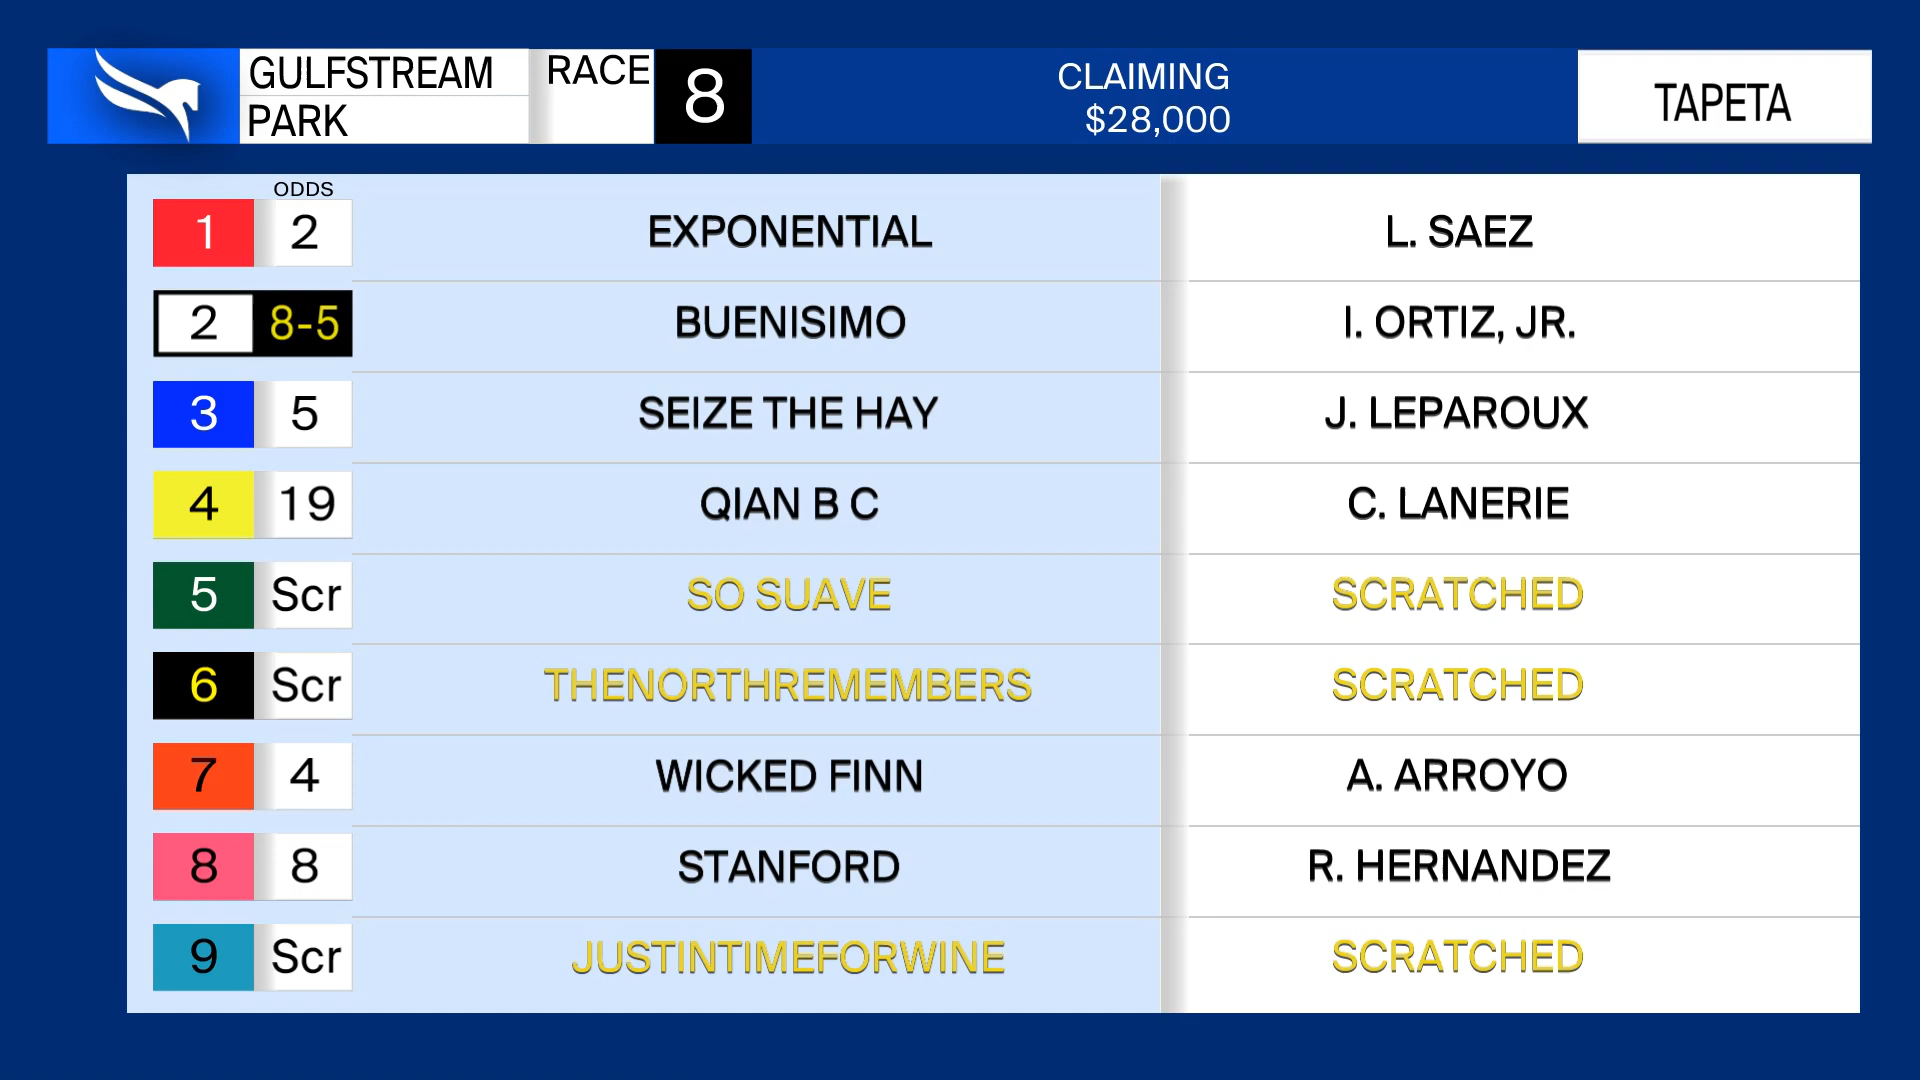 GULFSTREAM
PARK
RACE
8
CLAIMING
$28,000
TAPETA
ODDS
1 2 EXPONENTIAL L. SAEZ
2 8-5 BUENISIMO I. ORTIZ, JR.
3 5 SEIZE THE HAY J. LEPAROUX
4 19 QIAN B C C. LANERIE
5 Scr SO SUAVE SCRATCHED
6 Scr THENORTHREMEMBERS SCRATCHED
7 4 WICKED FINN A. ARROYO
8 8 STANFORD R. HERNANDEZ
9 Scr JUSTINTIMEFORWINE SCRATCHED